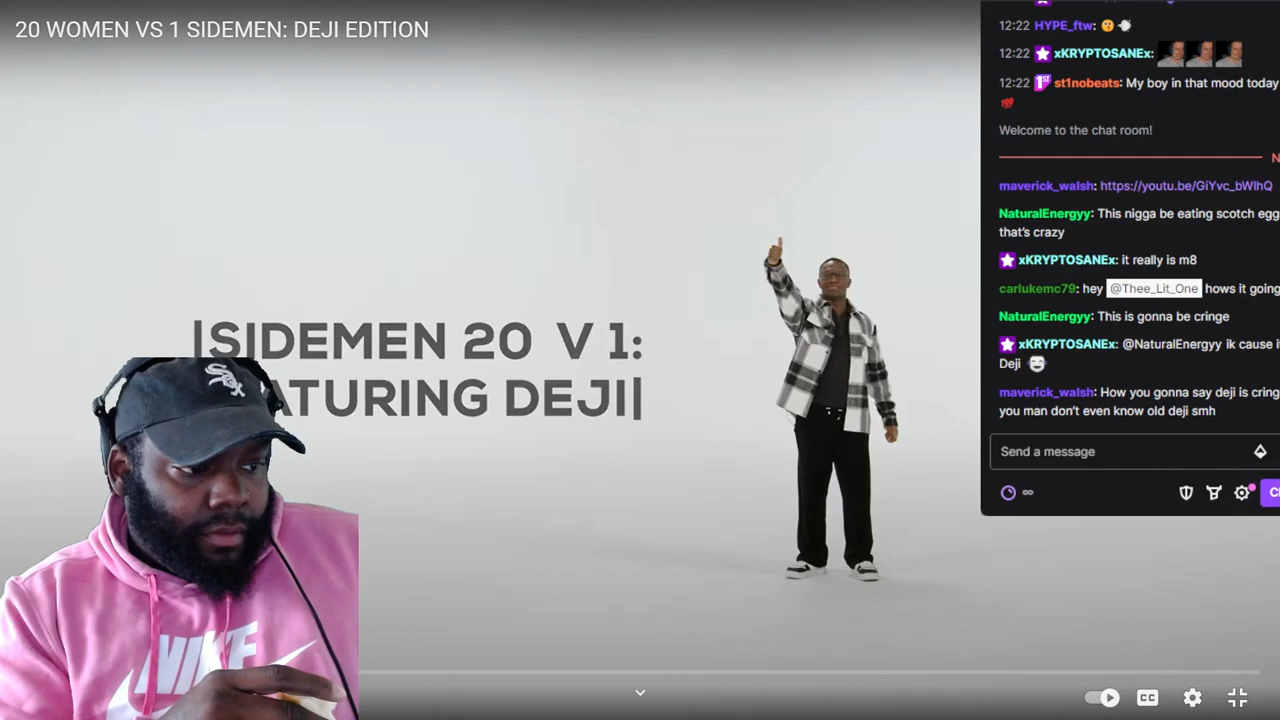 20 WOMEN VS 1 SIDEMEN: DEJI EDITION
12:22 HYPE_ftw:
12:22 xKRYPTOSANEx:
12:22 1ST st1nobeats: My boy in that mood today
💯
Welcome to the chat room!
N
maverick_walsh: https://youtu.be/GiYvc_bWlhQ
NaturalEnergyy: This nigga be eating scotch egg
that's crazy
xKRYPTOSANEx: it really is m8
carlukemc79: hey @Thee_Lit_One hows it going
NaturalEnergyy: This is gonna be cringe
xKRYPTOSANEx: @NaturalEnergyy ik cause i
Deji
maverick_walsh: How you gonna say deji is cring
you man don't even know old deji smh
Send a message
|SIDEMEN 20 V 1:
ATURING DEJI|
SOX
NIKE
CC